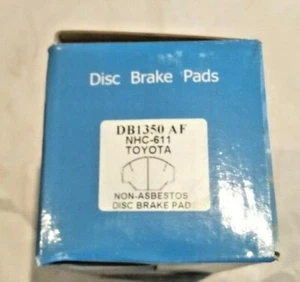 Disc Brake Pads
DB1350 AF
NHC-611
TOYOTA
NON-ASBESTOS
DISC BRAKE PAD